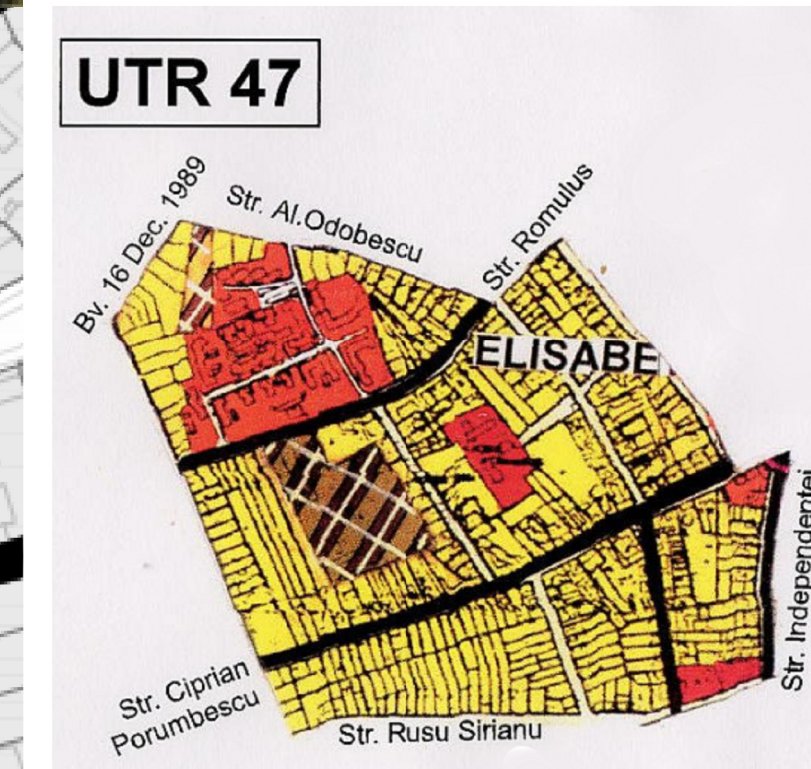 UTR 47
Bv. 16 Dec. 1989
Str. Al.Odobescu
Str. Romulus
ELISABE
Str. Independentei
Str. Ciprian
Porumbescu
Str. Rusu Sirianu